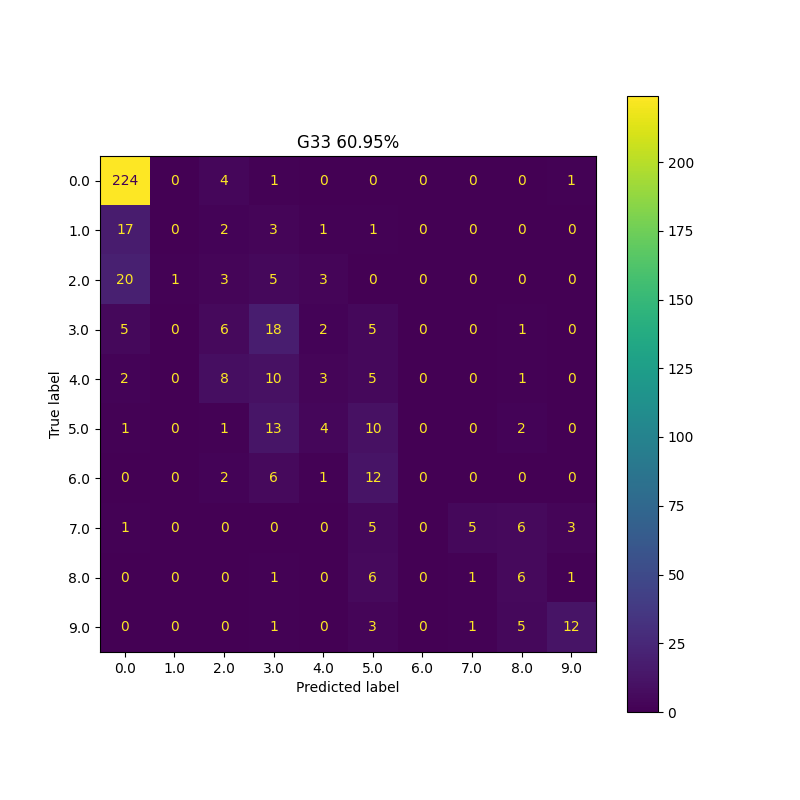 G33 60.95%
0.0 224 0 4 1 0 0 0 0 0 1
1.0 17 0 2 3 1 1 0 0 0 0
2.0 20 1 3 5 3 0 0 0 0 0
3.0 5 0 6 18 2 5 0 0 1 0
4.0 2 0 8 10 3 5 0 0 1 0
5.0 1 0 1 13 4 10 0 0 2 0
6.0 0 0 2 6 1 12 0 0 0 0
7.0 1 0 0 0 0 5 0 5 6 3
8.0 0 0 0 1 0 6 0 1 6 1
9.0 0 0 0 1 0 3 0 1 5 12
0.0 1.0 2.0 3.0 4.0 5.0 6.0 7.0 8.0 9.0
Predicted label
True label
200
175
150
125
100
75
50
25
0